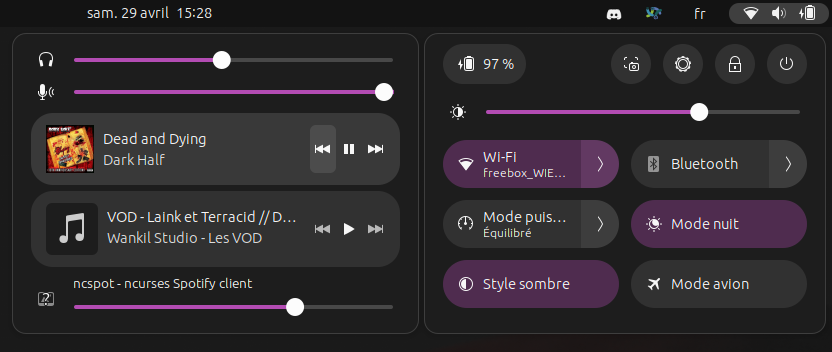 sam. 29 avril 15:28
fr
Dead and Dying
Dark Half
VOD - Laink et Terracid // D...
Wankil Studio - Les VOD
ncspot - ncurses Spotify client
97 %
Wi-Fi
freebox_WIE...
Bluetooth
Mode puis...
Équilibré
Mode nuit
Style sombre
Mode avion